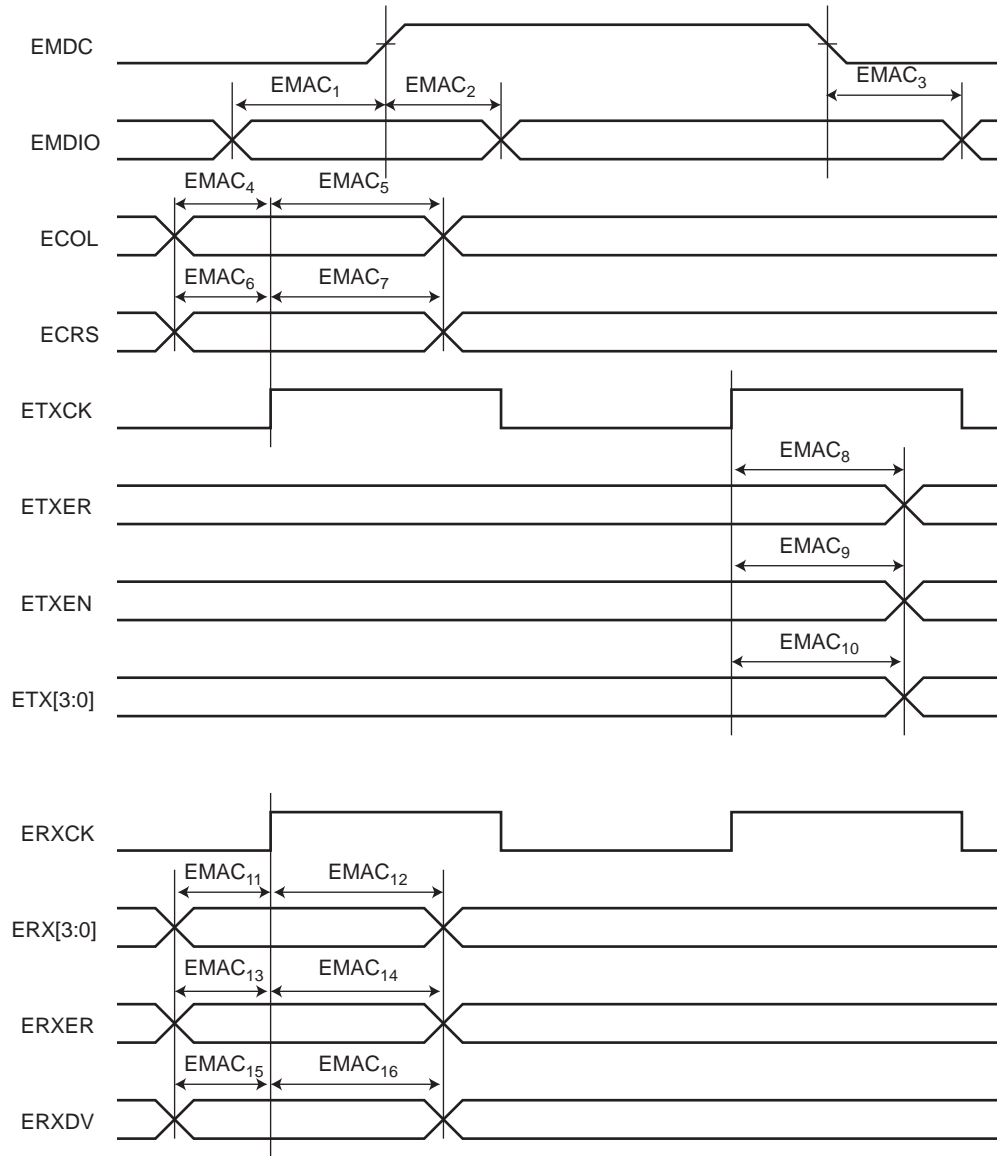 EMDC
EMAC1 EMAC2 EMAC3
EMDIO
EMAC4 EMAC5
ECOL
EMAC6 EMAC7
ECRS
ETXCK
EMAC8
ETXER
EMAC9
ETXEN
EMAC10
ETX[3:0]
ERXCK
EMAC11 EMAC12
ERX[3:0]
EMAC13 EMAC14
ERXER
EMAC15 EMAC16
ERXDV